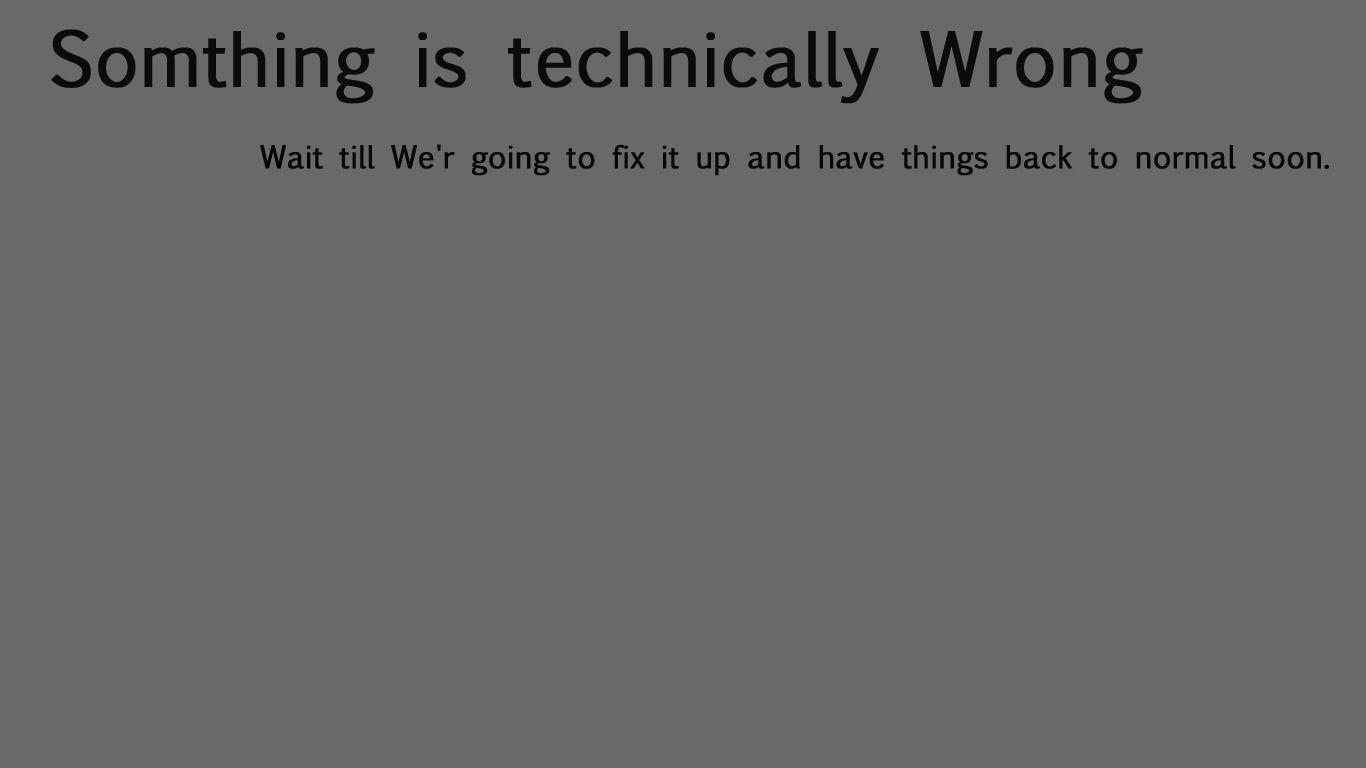 Somthing is technically Wrong
Wait till We'r going to fix it up and have things back to normal soon.